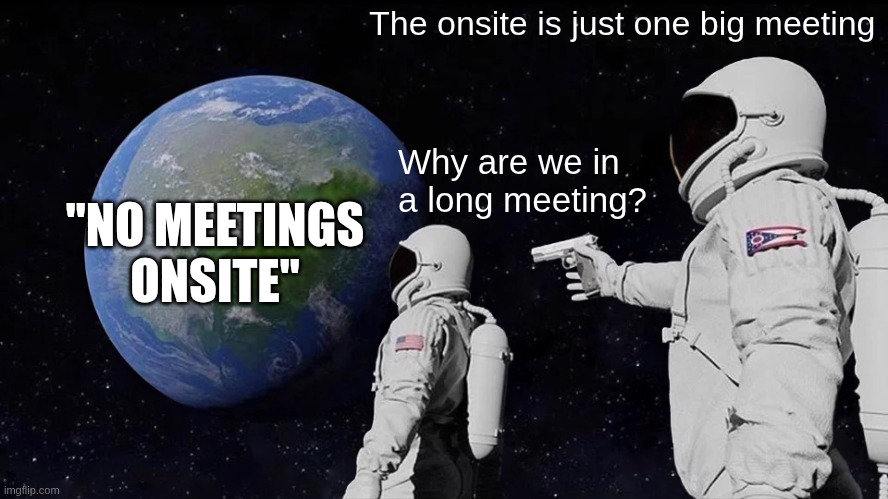 The onsite is just one big meeting
Why are we in
a long meeting?
"NO MEETINGS
ONSITE"
imgflip.com